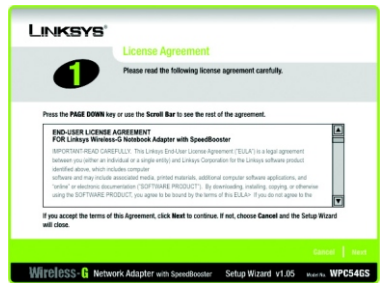 LINKSYS®
License Agreement
1
Please read the following license agreement carefully.
Press the PAGE DOWN key or use the Scroll Bar to see the rest of the agreement.
END-USER LICENSE AGREEMENT
FOR Linksys Wireless-G Notebook Adapter with SpeedBooster
IMPORTANT-READ CAREFULLY: This Linksys End-User License Agreement ("EULA") is a legal agreement
between you (either an individual or a single entity) and Linksys Corporation for the Linksys software product
identified above, which includes computer
software and may include associated media, printed materials, additional computer software applications, and
"online" or electronic documentation ("SOFTWARE PRODUCT"). By downloading, installing, copying, or otherwise
using the SOFTWARE PRODUCT, you agree to be bound by the terms of this EULA> If you do not agree to the
If you accept the terms of this Agreement, click Next to continue. If not, choose Cancel and the Setup Wizard
will close.
Cancel | Next
Wireless-G Network Adapter with SpeedBooster Setup Wizard v1.05 Model No. WPC54GS